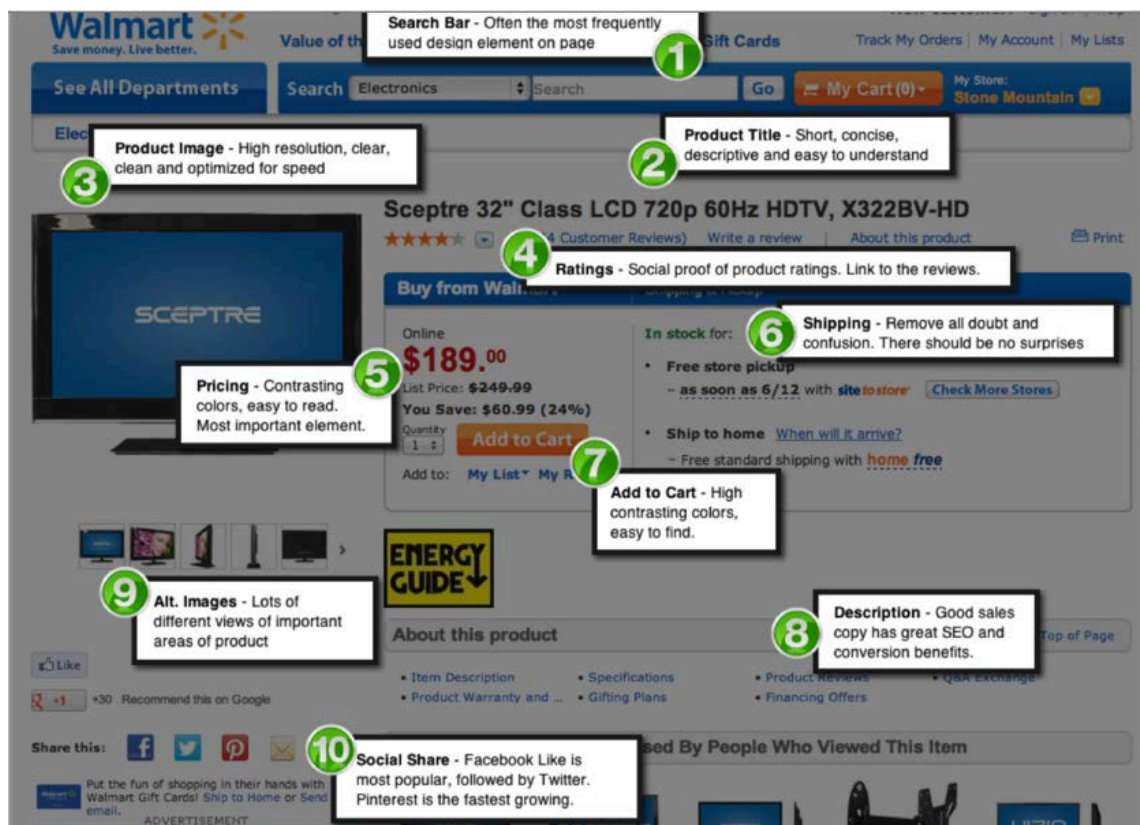 Walmart
Save money. Live better.
Search Bar - Often the most frequently
used design element on page
1
Value of th
Gift Cards
Track My Orders | My Account | My Lists
See All Departments
Search Electronics Search Go My Cart (0)
My Store:
Stone Mountain
Elec
Product Image - High resolution, clear,
clean and optimized for speed
3
Product Title - Short, concise,
descriptive and easy to understand
2
Sceptre 32" Class LCD 720p 60Hz HDTV, X322BV-HD
4 Customer Reviews) Write a review | About this product Print
4
Ratings - Social proof of product ratings. Link to the reviews.
SCEPTRE
Buy from Walmart
Online
$189.00
List Price: $249.99
You Save: $60.99 (24%)
Quantity
1
Add to Cart
Add to: My List My R
5
Pricing - Contrasting
colors, easy to read.
Most important element.
In stock for:
6
Shipping - Remove all doubt and
confusion. There should be no surprises
• Free store pickup
- as soon as 6/12 with site to store Check More Stores
• Ship to home When will it arrive?
- Free standard shipping with home free
7
Add to Cart - High
contrasting colors,
easy to find.
ENERGY
GUIDE
9
Alt. Images - Lots of
different views of important
areas of product
8
Description - Good sales
copy has great SEO and
conversion benefits.
About this product
Top of Page
• Item Description • Specifications • Product Reviews • Q&A Exchange
• Product Warranty and ... • Gifting Plans • Financing Offers
Like
+1 +30 Recommend this on Google
Share this:
10
Social Share - Facebook Like is
most popular, followed by Twitter.
Pinterest is the fastest growing.
sed By People Who Viewed This Item
Put the fun of shopping in their hands with
Walmart Gift Cards! Ship to Home or Send
email.
ADVERTISEMENT